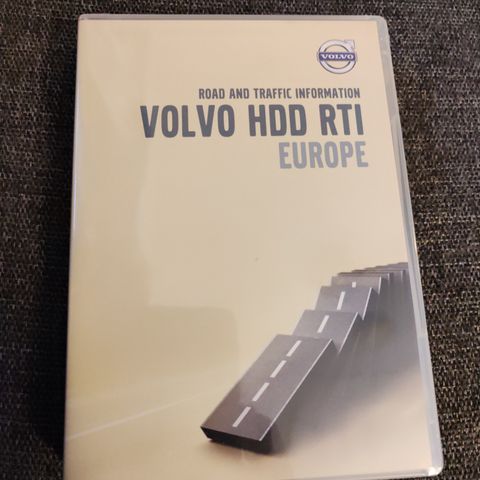 VOLVO
ROAD AND TRAFFIC INFORMATION
VOLVO HDD RTI
EUROPE